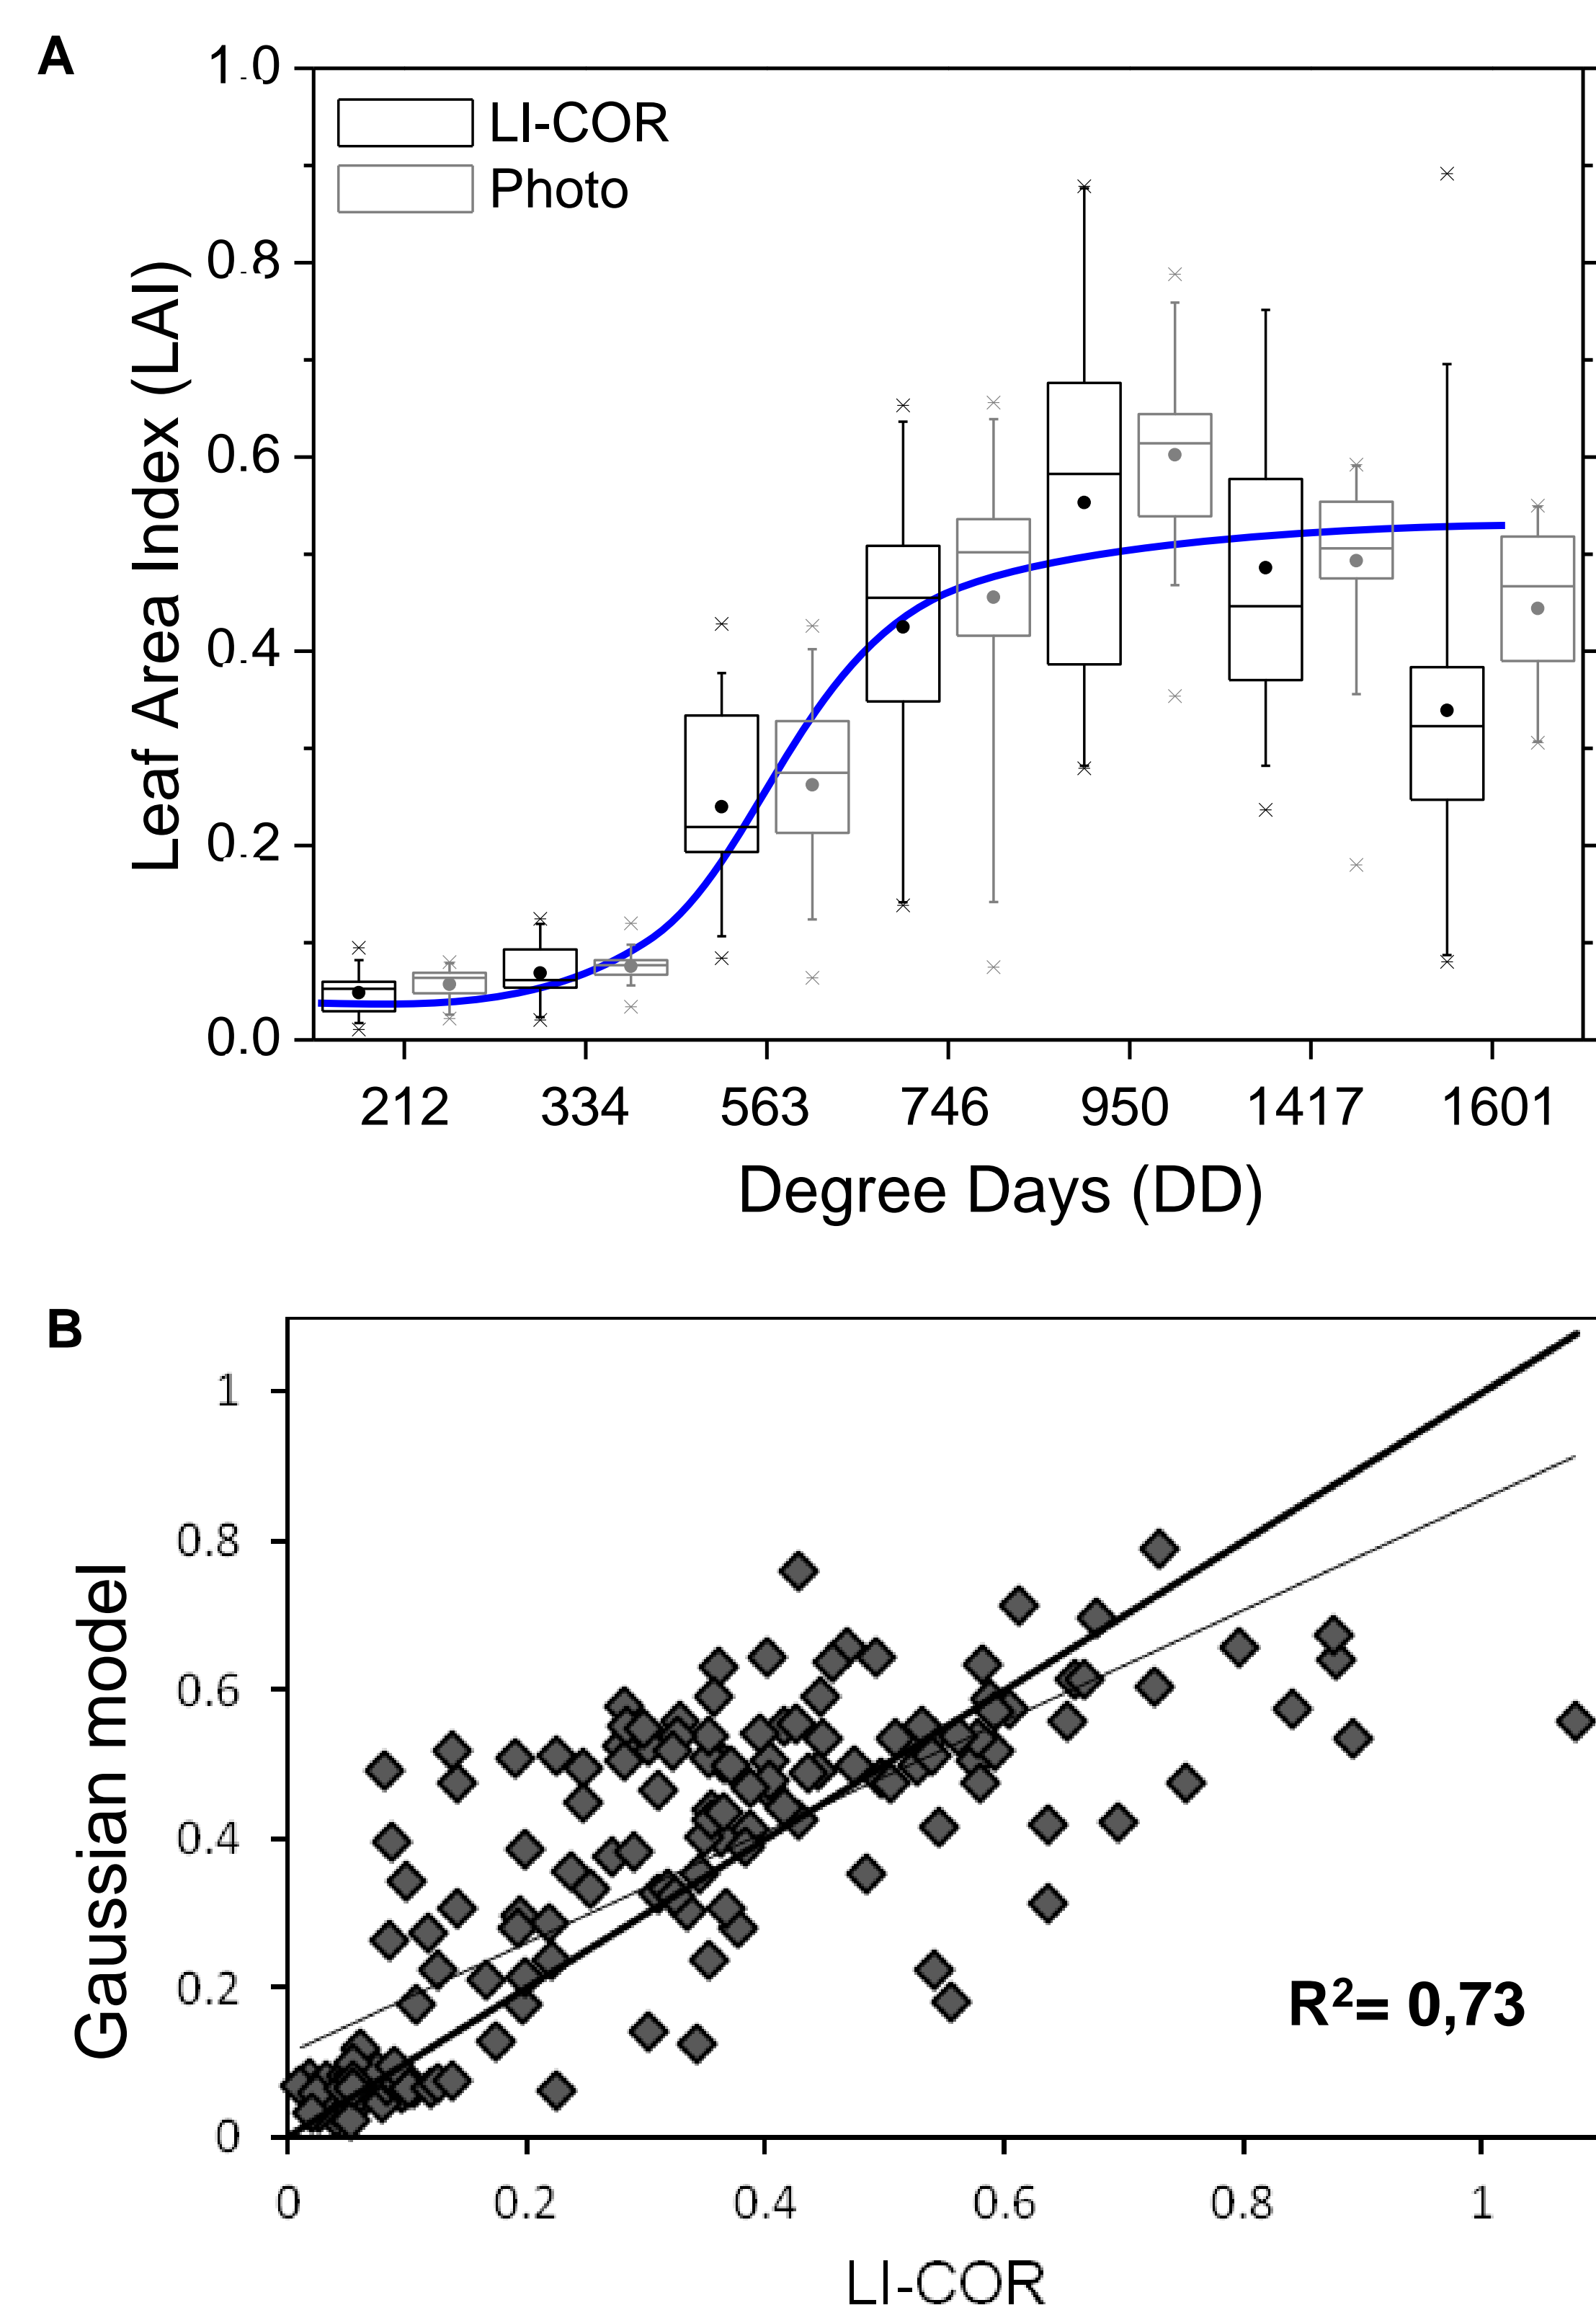 A
1.0
LI-COR
Photo
0.8
0.6
0.4
0.2
0.0
Leaf Area Index (LAI)
212 334 563 746 950 1417 1601
Degree Days (DD)
B
1
0.8
0.6
0.4
0.2
0
Gaussian model
R²= 0,73
0 0.2 0.4 0.6 0.8 1
LI-COR